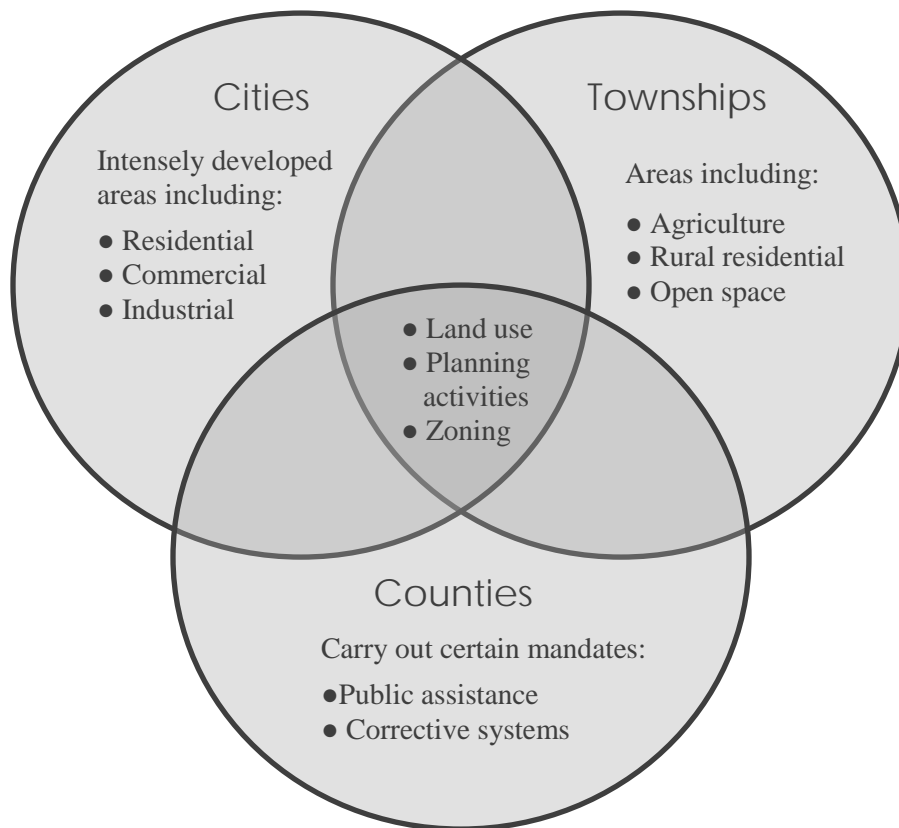 Cities
Intensely developed
areas including:
● Residential
● Commercial
● Industrial
Townships
Areas including:
● Agriculture
● Rural residential
● Open space
● Land use
● Planning
activities
● Zoning
Counties
Carry out certain mandates:
●Public assistance
● Corrective systems